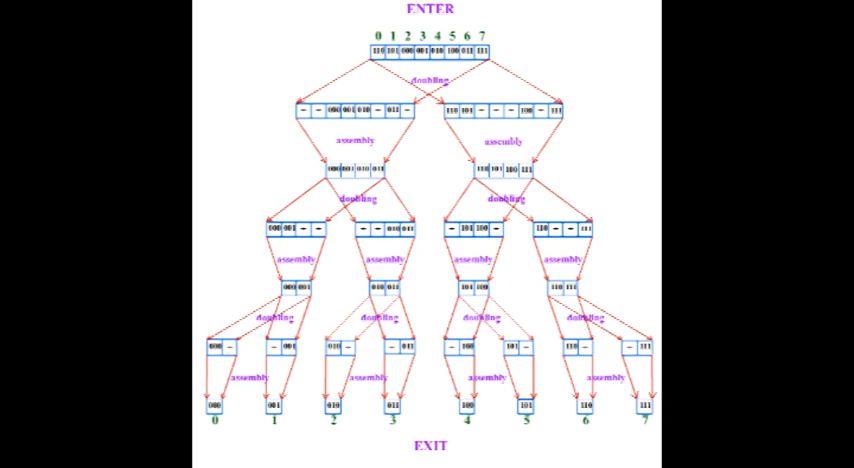 ENTER
0 1 2 3 4 5 6 7
110 101 000 001 010 100 011 111
doubling
- - 000 001 010 - 011 - 110 101 - - - 100 - 111
assembly assembly
000 001 010 011 110 101 100 111
doubling doubling
000 001 - - - - 010 011 - 101 100 - 110 - - 111
assembly assembly assembly assembly
000 001 010 011 101 100 110 111
doubling doubling doubling doubling
000 - - 001 010 - - 011 - 100 101 - 110 - - 111
assembly assembly assembly assembly
000 001 010 011 100 101 110 111
0 1 2 3 4 5 6 7
EXIT